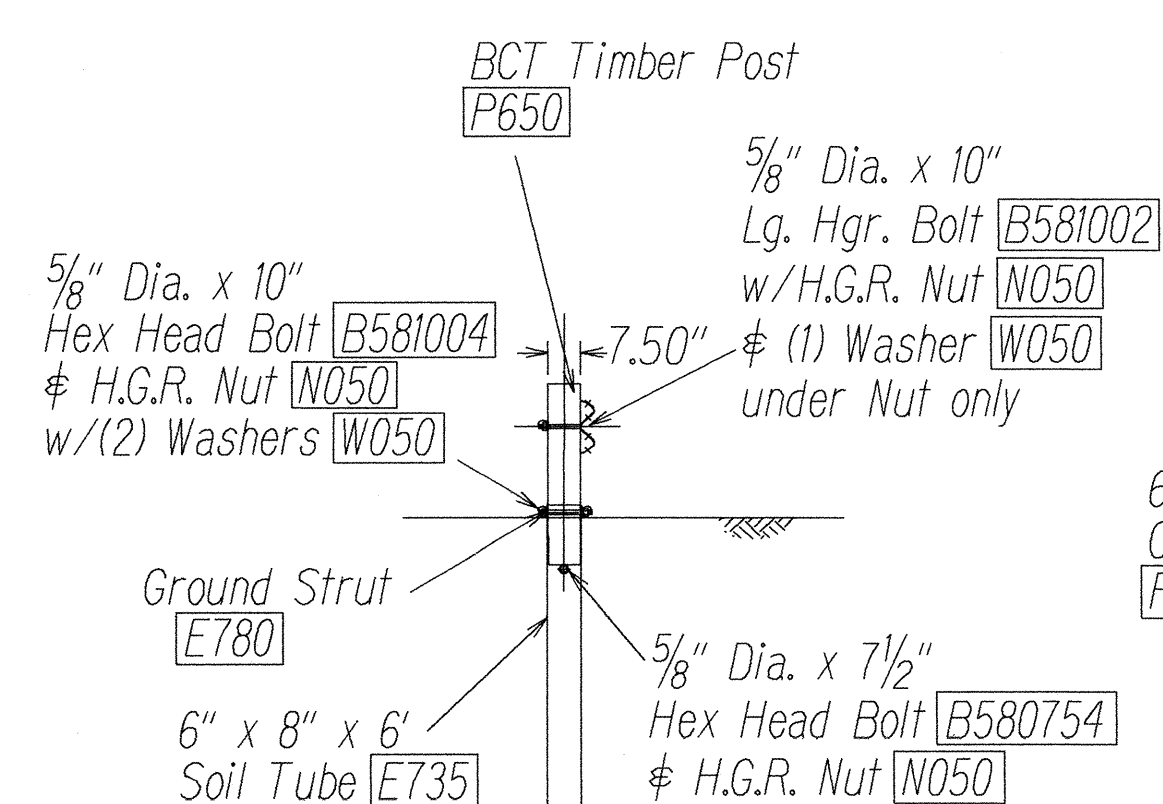 BCT Timber Post
P650
5/8" Dia. x 10"
Lg. Hgr. Bolt B581002
w/H.G.R. Nut N050
& (1) Washer W050
under Nut only
5/8" Dia. x 10"
Hex Head Bolt B581004
& H.G.R. Nut N050
w/(2) Washers W050
7.50"
Ground Strut
E780
6" x 8" x 6'
Soil Tube E735
5/8" Dia. x 7 1/2"
Hex Head Bolt B580754
& H.G.R. Nut N050